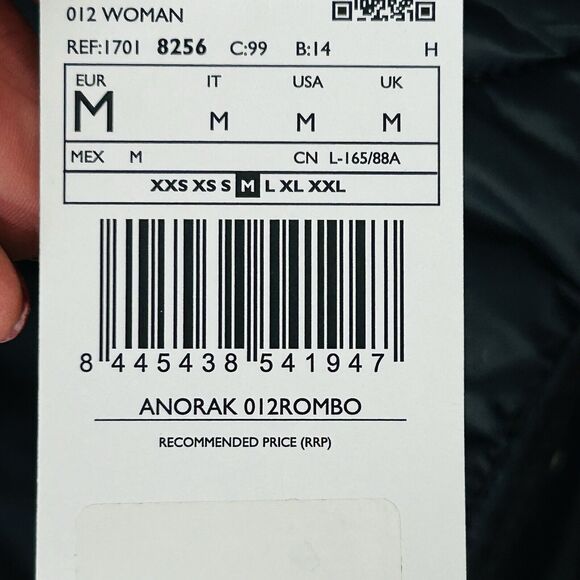 012 WOMAN
REF:1701 8256 C:99 B:14 H
EUR IT USA UK
M M M M
MEX M CN L-165/88A
XXS XS S M L XL XXL
8 445438 541947
ANORAK 012ROMBO
RECOMMENDED PRICE (RRP)